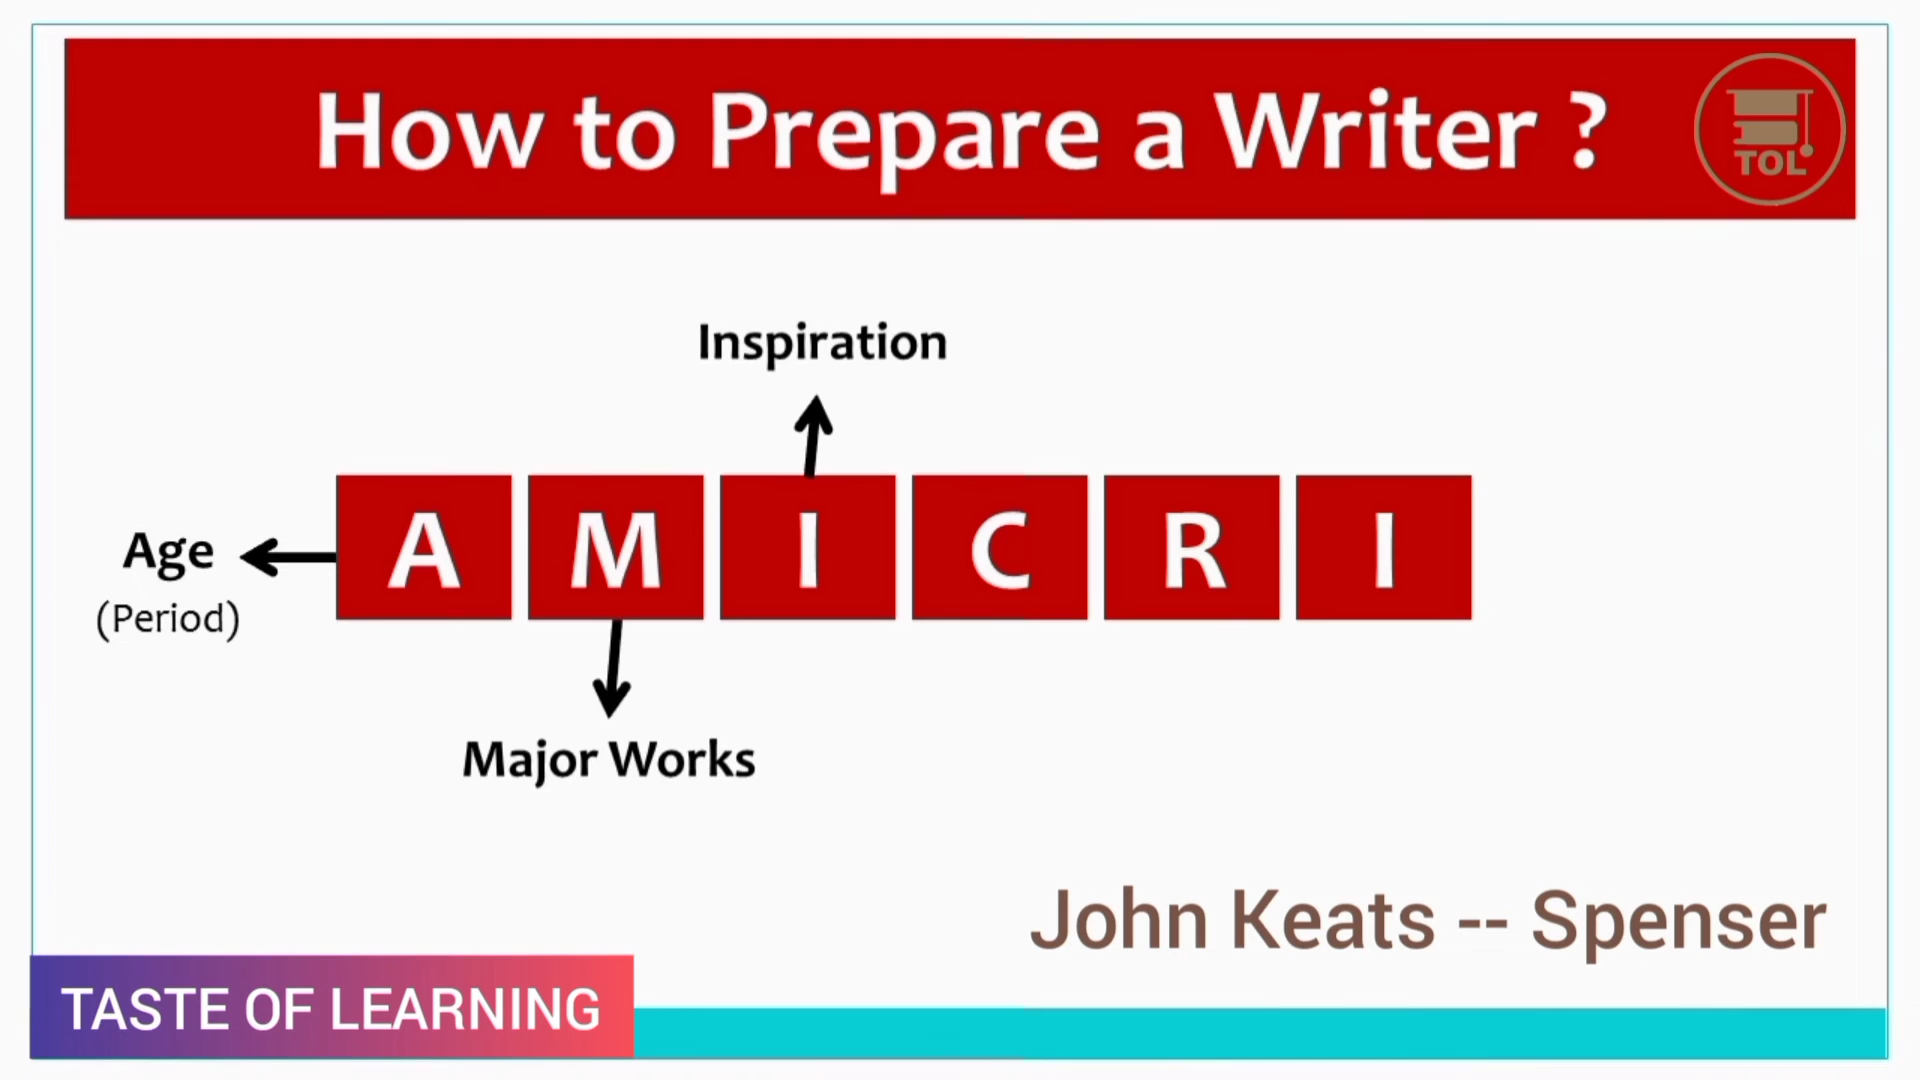 How to Prepare a Writer ?
TOL
Inspiration
A M I C R I
Age
(Period)
Major Works
John Keats -- Spenser
TASTE OF LEARNING